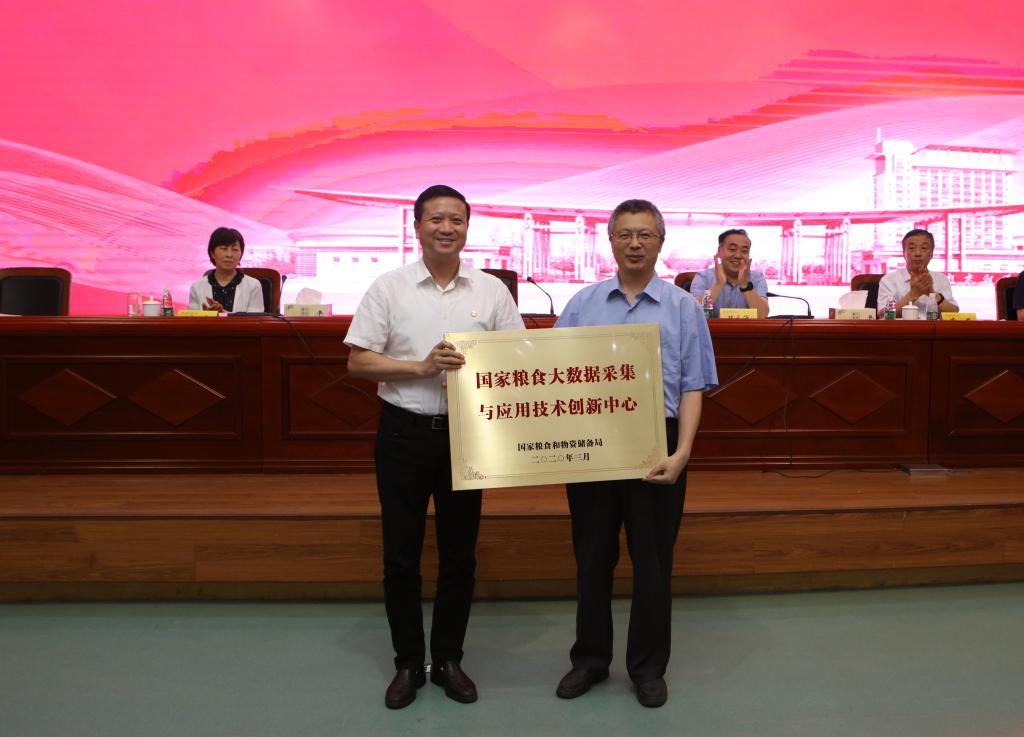 国家粮食大数据采集
与应用技术创新中心
国家粮食和物资储备局
二〇二〇年三月